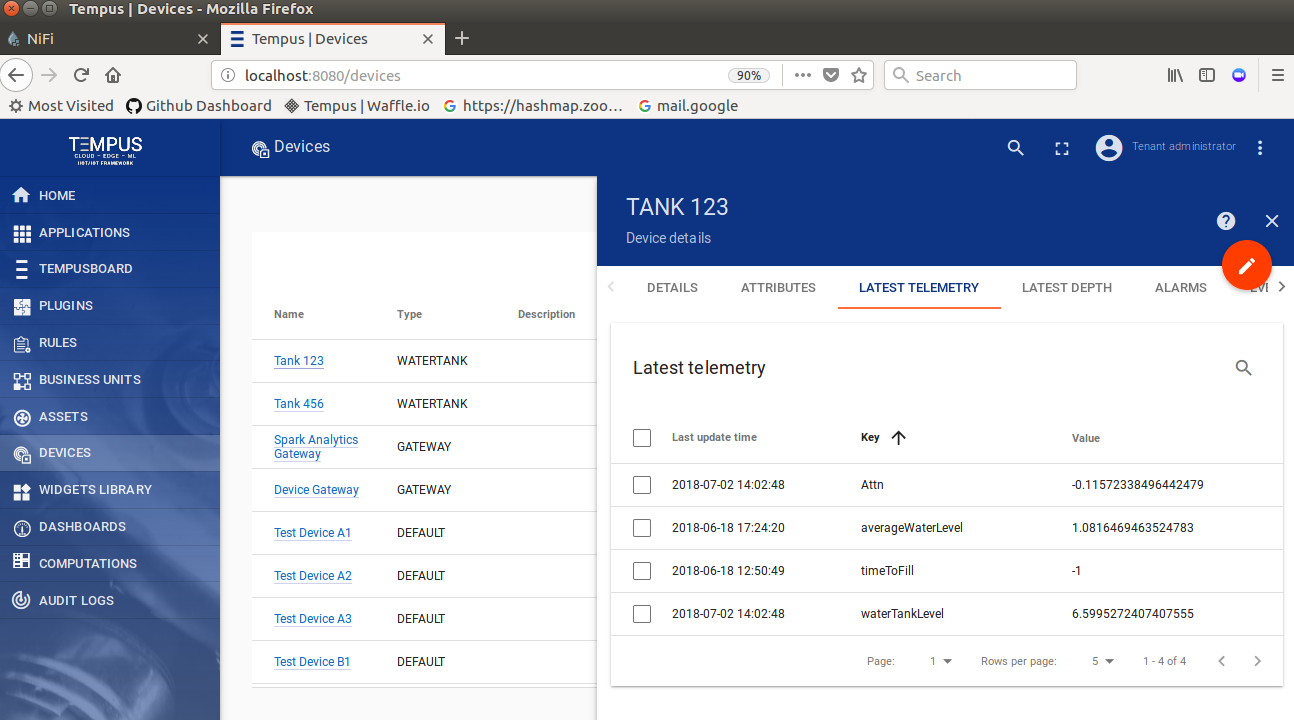 Tempus | Devices - Mozilla Firefox
NiFi
Tempus | Devices
localhost:8080/devices
90%
Search
Most Visited
Github Dashboard
Tempus | Waffle.io
https://hashmap.zoo...
mail.google
TEMPUS
CLOUD - EDGE - ML
IIOT/IOT FRAMEWORK
Devices
Tenant administrator
HOME
APPLICATIONS
TEMPUSBOARD
PLUGINS
RULES
BUSINESS UNITS
ASSETS
DEVICES
WIDGETS LIBRARY
DASHBOARDS
COMPUTATIONS
AUDIT LOGS
Name Type Description
Tank 123 WATERTANK
Tank 456 WATERTANK
Spark Analytics
Gateway GATEWAY
Device Gateway GATEWAY
Test Device A1 DEFAULT
Test Device A2 DEFAULT
Test Device A3 DEFAULT
Test Device B1 DEFAULT
TANK 123
Device details
DETAILS ATTRIBUTES LATEST TELEMETRY LATEST DEPTH ALARMS
Latest telemetry
Last update time Key Value
2018-07-02 14:02:48 Attn -0.11572338496442479
2018-06-18 17:24:20 averageWaterLevel 1.0816469463524783
2018-06-18 12:50:49 timeToFill -1
2018-07-02 14:02:48 waterTankLevel 6.5995272407407555
Page: 1 Rows per page: 5 1 - 4 of 4